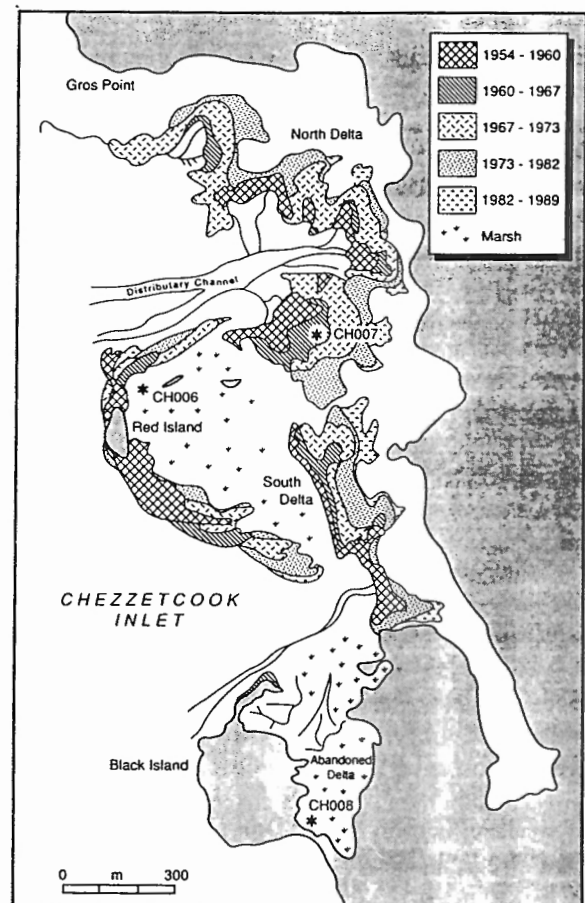 Gros Point
North Delta
1954 - 1960
1960 - 1967
1967 - 1973
1973 - 1982
1982 - 1989
Marsh
Distributary Channel
* CH007
* CH006
Red Island
South
Delta
CHEZZETCOOK
INLET
Black Island
Abandoned
Delta
CH008
*
0 m 300